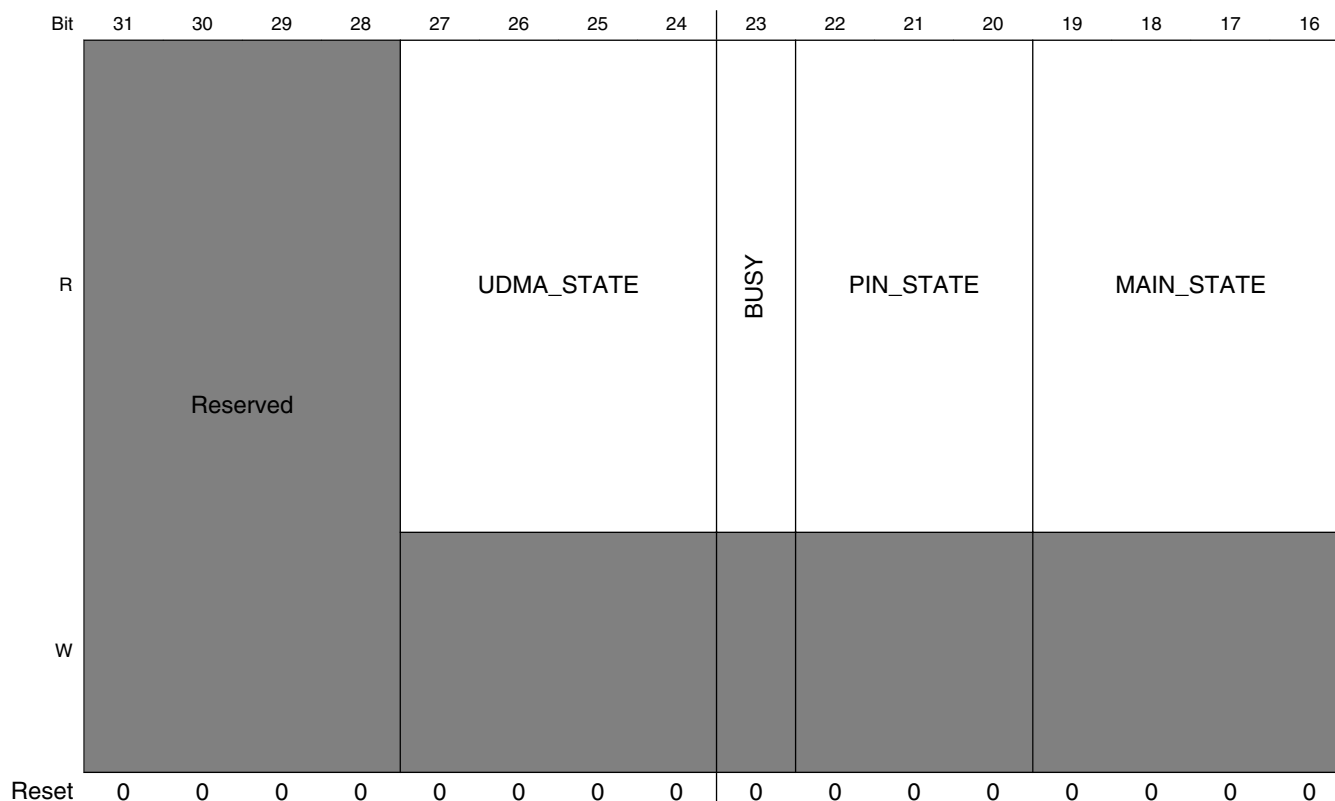 Bit 31 30 29 28 27 26 25 24 23 22 21 20 19 18 17 16
R UDMA_STATE BUSY PIN_STATE MAIN_STATE
Reserved
W
Reset 0 0 0 0 0 0 0 0 0 0 0 0 0 0 0 0